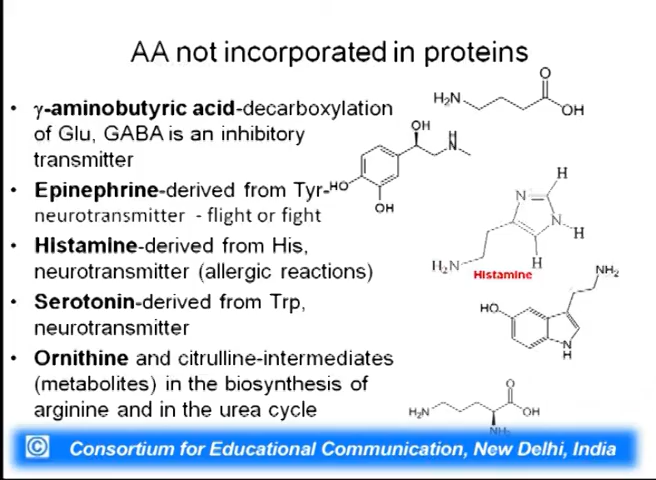 AA not incorporated in proteins
• γ-aminobutyric acid-decarboxylation
of Glu, GABA is an inhibitory
transmitter
• Epinephrine-derived from Tyr-
neurotransmitter - flight or fight
• Histamine-derived from His,
neurotransmitter (allergic reactions)
• Serotonin-derived from Trp,
neurotransmitter
• Ornithine and citrulline-intermediates
(metabolites) in the biosynthesis of
arginine and in the urea cycle
O
H₂N
OH
OH
H
N
HO
OH
H
N
N
H
H₂N
H
Histamine
NH₂
HO
N
H
O
H₂N
OH
NH₂
© Consortium for Educational Communication, New Delhi, India